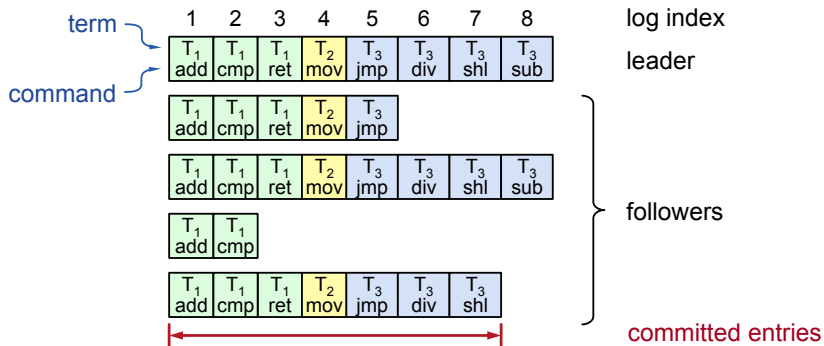 1 2 3 4 5 6 7 8 log index
term
T1 T1 T1 T2 T3 T3 T3 T3
add cmp ret mov jmp div shl sub
leader
command
T1 T1 T1 T2 T3
add cmp ret mov jmp
T1 T1 T1 T2 T3 T3 T3 T3
add cmp ret mov jmp div shl sub
followers
T1 T1
add cmp
T1 T1 T1 T2 T3 T3 T3
add cmp ret mov jmp div shl
committed entries